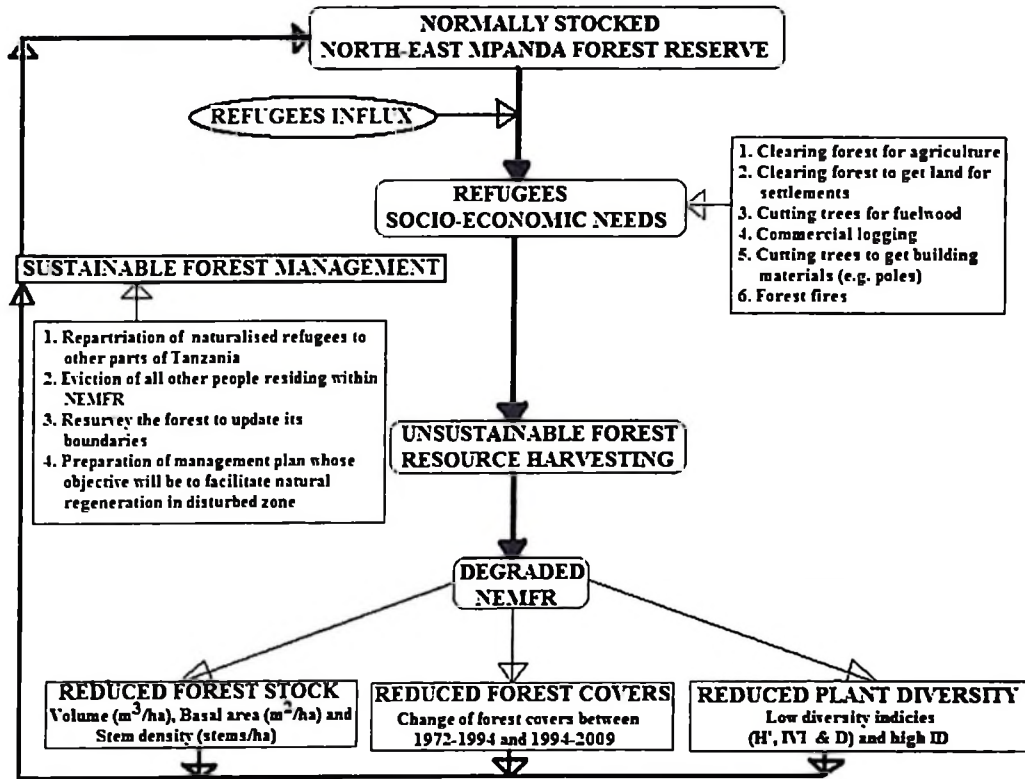 NORMALLY STOCKED
NORTH-EAST MPANDA FOREST RESERVE
REFUGEES INFLUX
REFUGEES
SOCIO-ECONOMIC NEEDS
1. Clearing forest for agriculture
2. Clearing forest to get land for
settlements
3. Cutting trees for fuelwood
4. Commercial logging
5. Cutting trees to get building
materials (e.g. poles)
6. Forest fires
SUSTAINABLE FOREST MANAGEMENT
1. Repartriation of naturalised refugees to
other parts of Tanzania
2. Eviction of all other people residing within
NEMFR
3. Resurvey the forest to update its
boundaries
4. Preparation of management plan whose
objective will be to facilitate natural
regeneration in disturbed zone
UNSUSTAINABLE FOREST
RESOURCE HARVESTING
DEGRADED
NEMFR
REDUCED FOREST STOCK
Volume (m³/ha), Basal area (m²/ha) and
Stem density (stems/ha)
REDUCED FOREST COVERS
Change of forest covers between
1972-1994 and 1994-2009
REDUCED PLANT DIVERSITY
Low diversity indicies
(H', IVI & D) and high ID